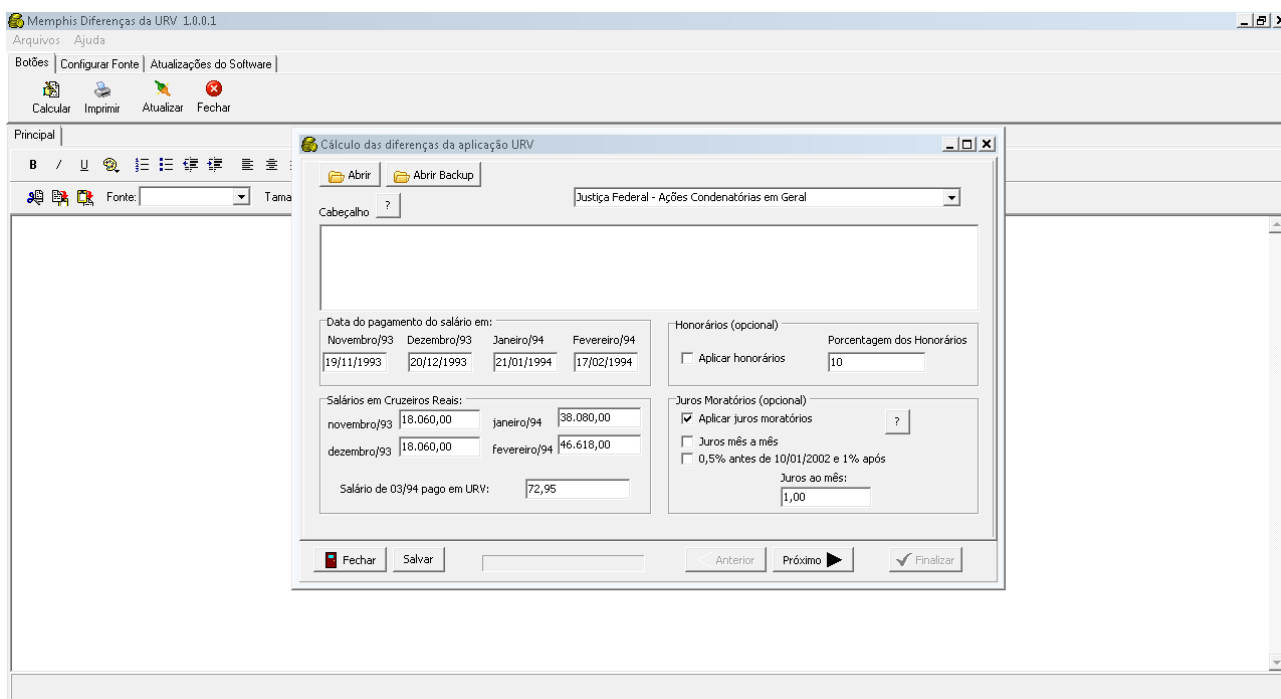 Memphis Diferenças da URV 1.0.0.1
Arquivos Ajuda
Botões Configurar Fonte Atualizações do Software
Calcular Imprimir Atualizar Fechar
Principal
B I U
Fonte: Tama
Cálculo das diferenças da aplicação URV
Abrir Abrir Backup
Cabeçalho ? Justiça Federal - Ações Condenatórias em Geral
Data do pagamento do salário em:
Novembro/93 Dezembro/93 Janeiro/94 Fevereiro/94
19/11/1993 20/12/1993 21/01/1994 17/02/1994
Honorários (opcional)
Porcentagem dos Honorários
Aplicar honorários 10
Salários em Cruzeiros Reais:
novembro/93 18.060,00 janeiro/94 38.080,00
dezembro/93 18.060,00 fevereiro/94 46.618,00
Salário de 03/94 pago em URV: 72,95
Juros Moratórios (opcional)
Aplicar juros moratórios ?
Juros mês a mês
0,5% antes de 10/01/2002 e 1% após
Juros ao mês:
1,00
Fechar Salvar Anterior Próximo Finalizar